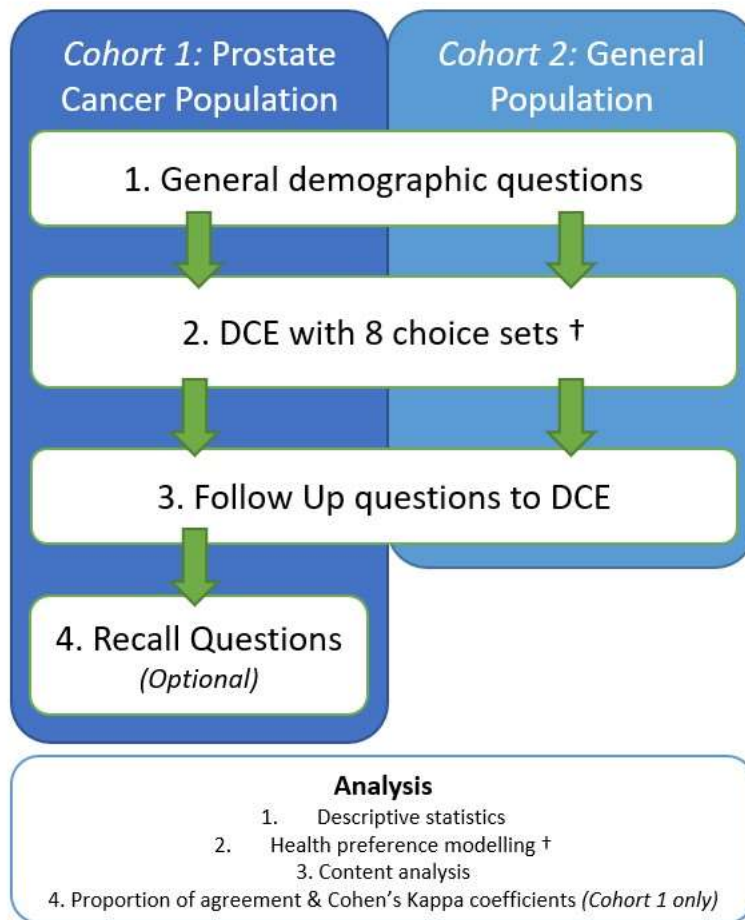 Cohort 1: Prostate
Cancer Population
Cohort 2: General
Population
1. General demographic questions
2. DCE with 8 choice sets †
3. Follow Up questions to DCE
4. Recall Questions
(Optional)
Analysis
1. Descriptive statistics
2. Health preference modelling †
3. Content analysis
4. Proportion of agreement & Cohen's Kappa coefficients (Cohort 1 only)